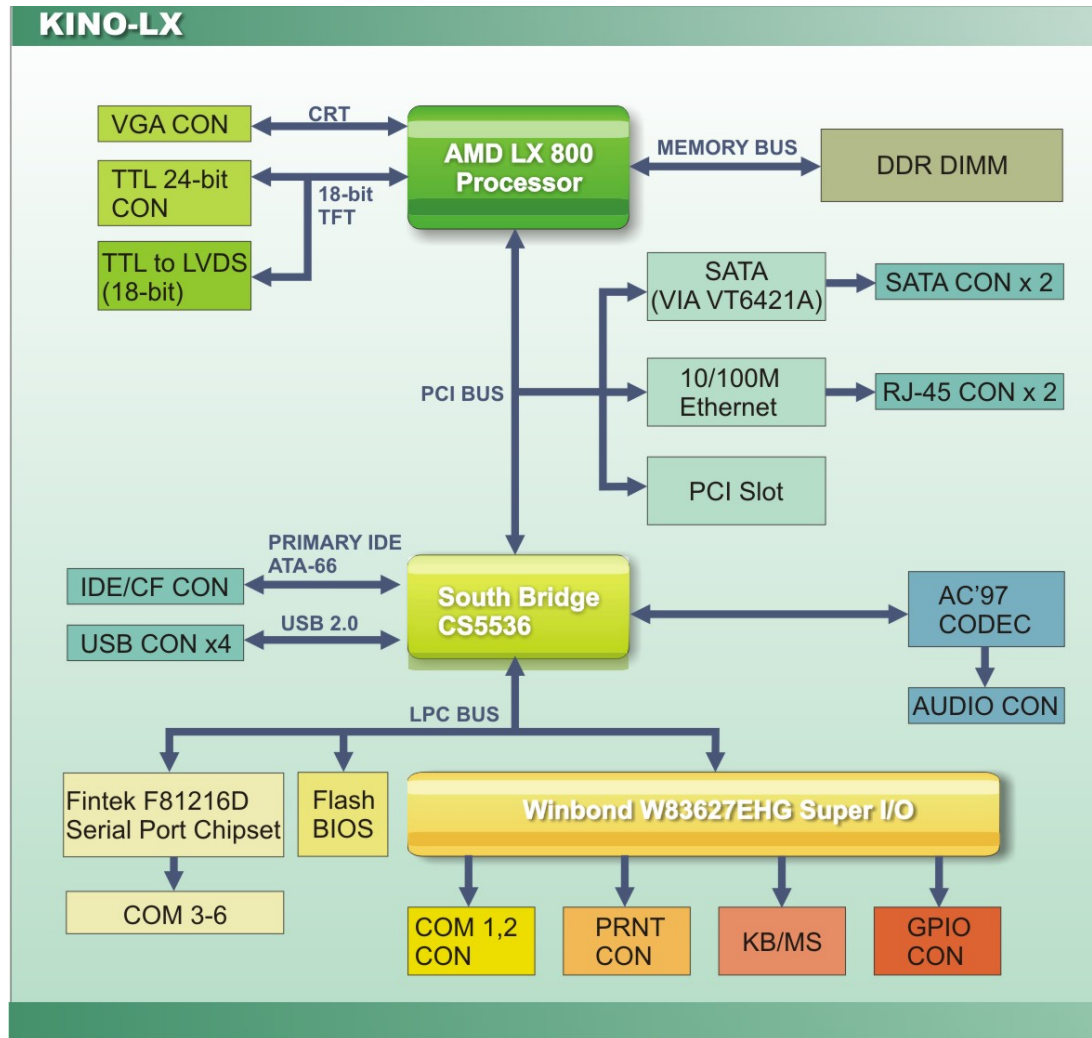 KINO-LX
VGA CON
CRT
AMD LX 800
Processor
MEMORY BUS
DDR DIMM
TTL 24-bit
CON
18-bit
TFT
TTL to LVDS
(18-bit)
SATA
(VIA VT6421A)
SATA CON x 2
PCI BUS
10/100M
Ethernet
RJ-45 CON x 2
PCI Slot
PRIMARY IDE
ATA-66
IDE/CF CON
South Bridge
CS5536
USB 2.0
USB CON x4
AC’97
CODEC
AUDIO CON
LPC BUS
Fintek F81216D
Serial Port Chipset
Flash
BIOS
Winbond W83627EHG Super I/O
COM 3-6
COM 1,2
CON
PRNT
CON
KB/MS
GPIO
CON